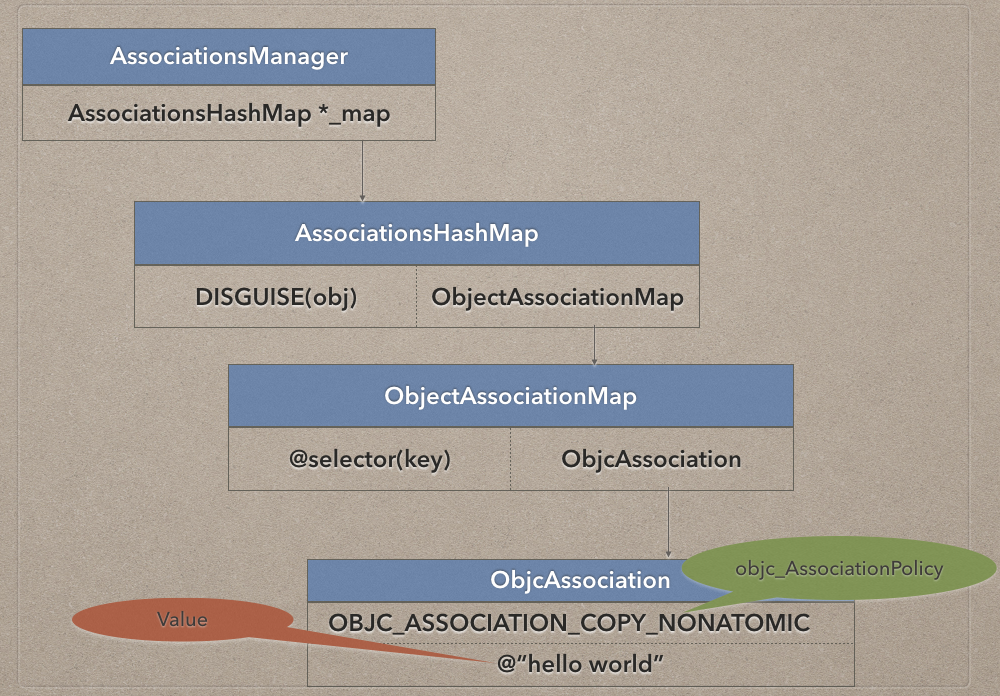 AssociationsManager
AssociationsHashMap *_map
AssociationsHashMap
DISGUISE(obj)
ObjectAssociationMap
ObjectAssociationMap
@selector(key)
ObjcAssociation
ObjcAssociation
objc_AssociationPolicy
OBJC_ASSOCIATION_COPY_NONATOMIC
Value
@”hello world”